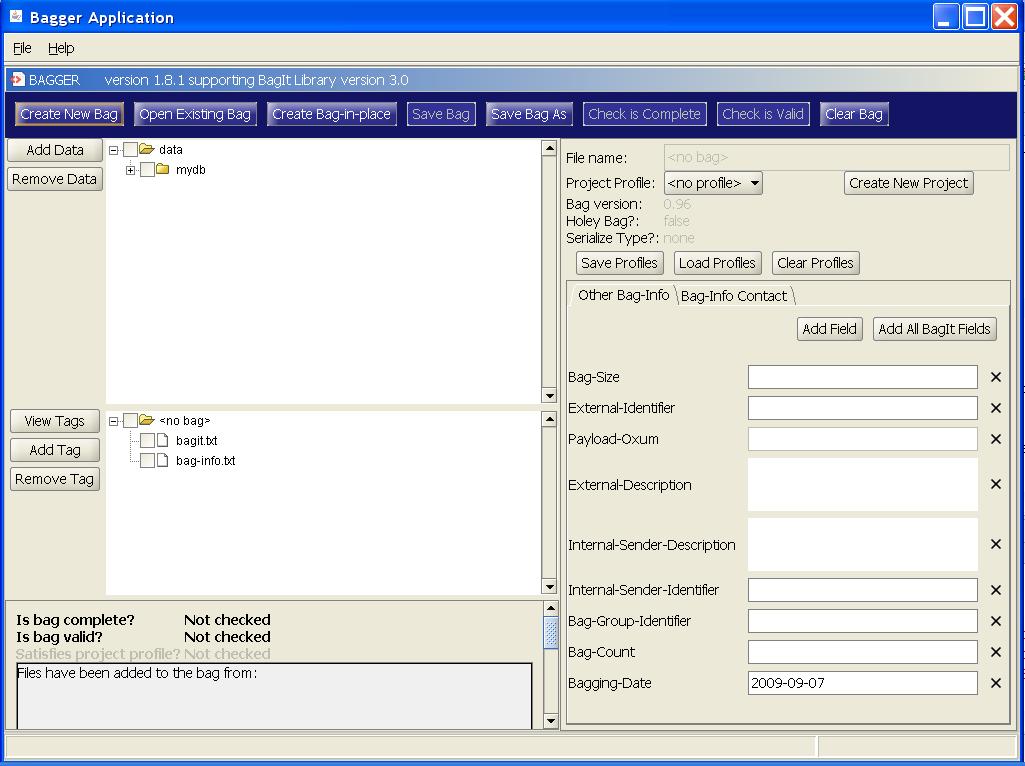 Bagger Application
File Help
BAGGER version 1.8.1 supporting BagIt Library version 3.0
Create New Bag Open Existing Bag Create Bag-in-place Save Bag Save Bag As Check is Complete Check is Valid Clear Bag
Add Data
Remove Data
data
mydb
View Tags
Add Tag
Remove Tag
<no bag>
bagit.txt
bag-info.txt
Is bag complete? Not checked
Is bag valid? Not checked
Satisfies project profile? Not checked
Files have been added to the bag from:
File name: <no bag>
Project Profile: <no profile> Create New Project
Bag version: 0.96
Holey Bag?: false
Serialize Type?: none
Save Profiles Load Profiles Clear Profiles
Other Bag-Info Bag-Info Contact
Add Field Add All BagIt Fields
Bag-Size
External-Identifier
Payload-Oxum
External-Description
Internal-Sender-Description
Internal-Sender-Identifier
Bag-Group-Identifier
Bag-Count
Bagging-Date 2009-09-07